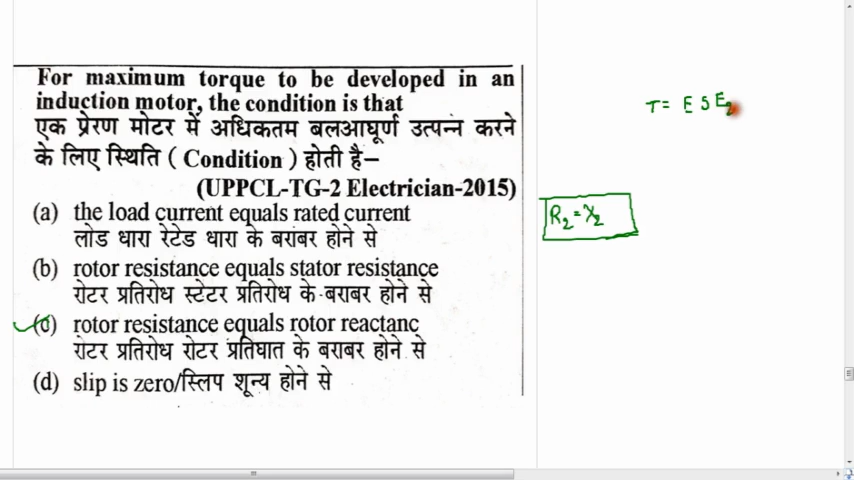 For maximum torque to be developed in an
induction motor, the condition is that
एक प्रेरण मोटर में अधिकतम बलआघूर्ण उत्पन्न करने
के लिए स्थिति ( Condition ) होती है–
(UPPCL-TG-2 Electrician-2015)
(a) the load current equals rated current
लोड धारा रेटेड धारा के बराबर होने से
(b) rotor resistance equals stator resistance
रोटर प्रतिरोध स्टेटर प्रतिरोध के बराबर होने से
(c) rotor resistance equals rotor reactanc
रोटर प्रतिरोध रोटर प्रतिघात के बराबर होने से
(d) slip is zero/स्लिप शून्य होने से
T = E S E₂
R₂ = X₂